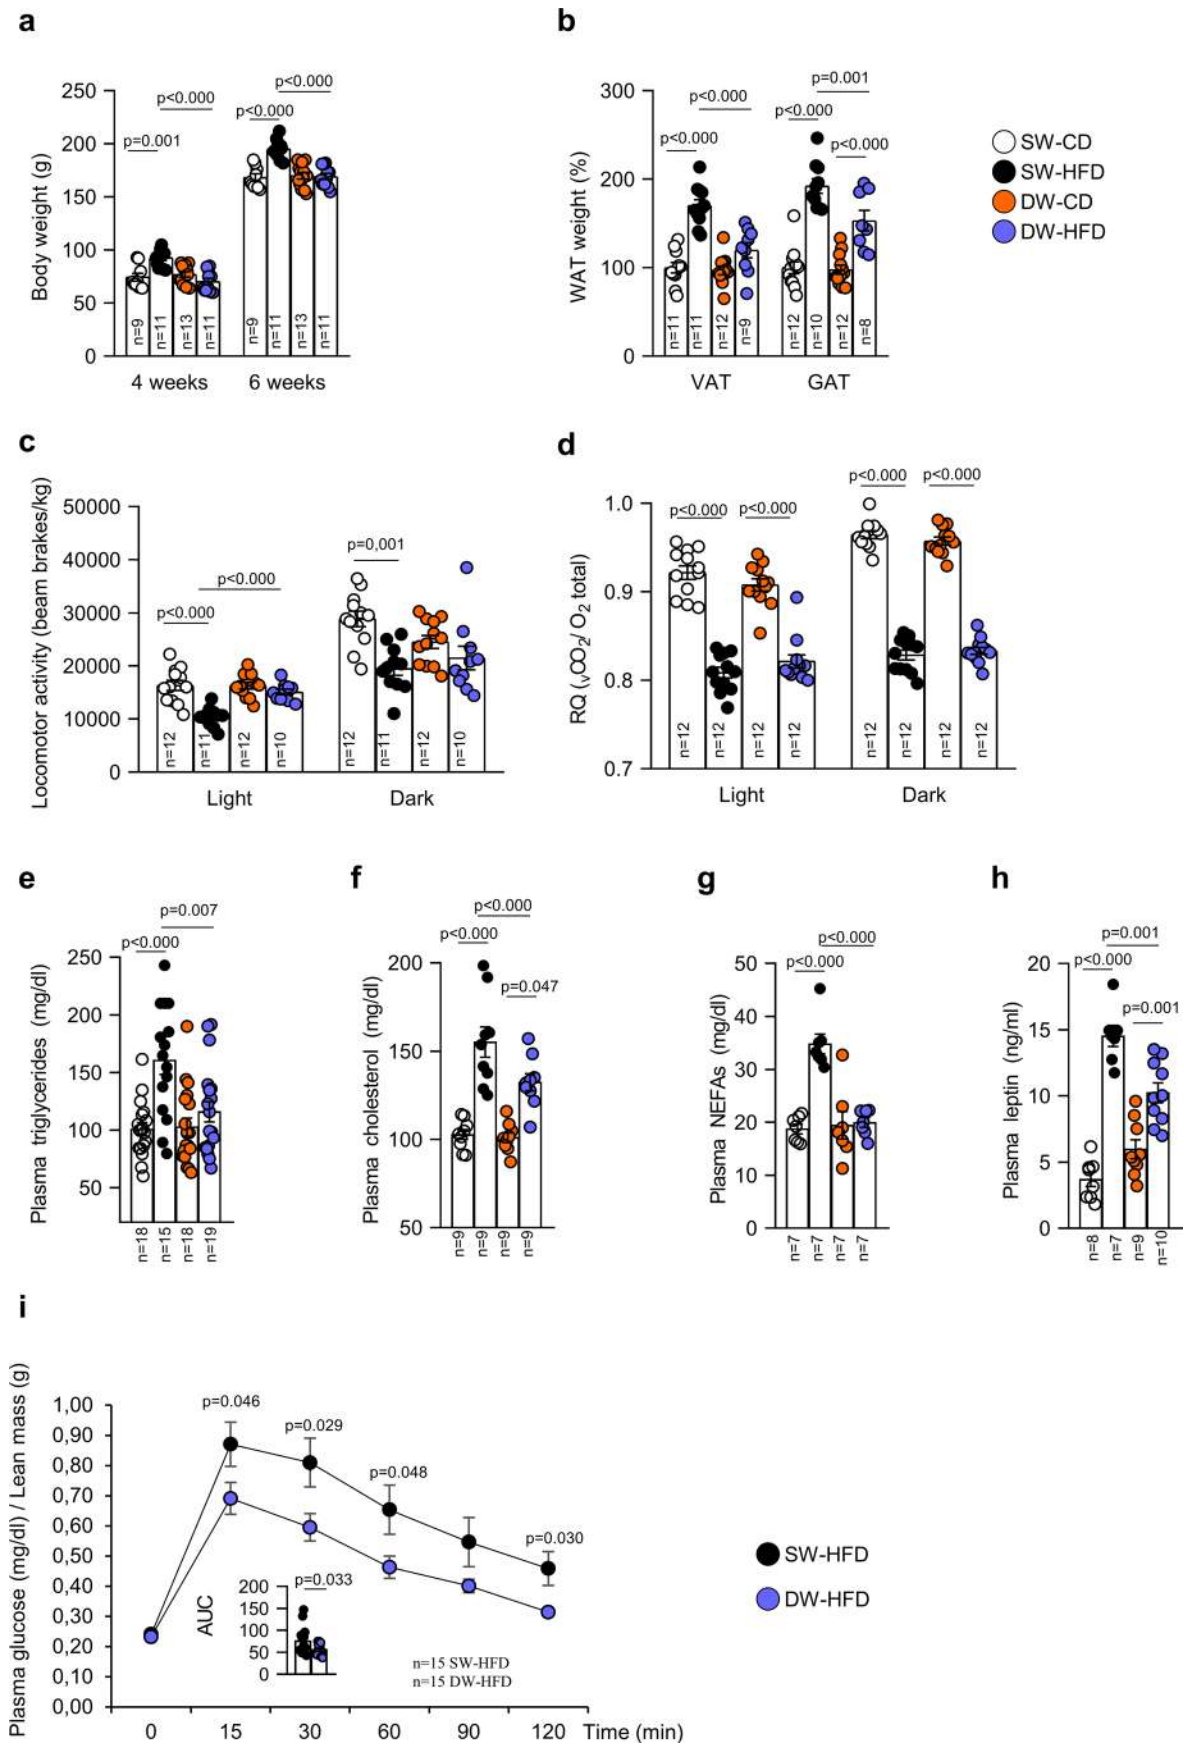 a
b
p<0.000
p<0.000
p=0.001
p<0.000
p=0.001
p<0.000
p<0.000
p<0.000
p<0.000
250
200
150
100
50
0
Body weight (g)
n=9
n=11
n=13
n=11
n=9
n=11
n=13
n=11
4 weeks
6 weeks
300
200
100
0
WAT weight (%)
n=11
n=11
n=12
n=9
n=12
n=10
n=12
n=8
VAT
GAT
SW-CD
SW-HFD
DW-CD
DW-HFD
c
d
50000
40000
30000
20000
10000
0
Locomotor activity (beam brakes/kg)
p<0.000
p<0.000
p=0,001
n=12
n=11
n=12
n=10
n=12
n=11
n=12
n=10
Light
Dark
1.0
0.9
0.8
0.7
RQ (vCO2/ O2 total)
p<0.000
p<0.000
p<0.000
p<0.000
n=12
n=12
n=12
n=12
n=12
n=12
n=12
n=12
Light
Dark
e
f
g
h
p=0.007
p<0.000
250
200
150
100
50
Plasma triglycerides (mg/dl)
n=18
n=15
n=18
n=19
p<0.000
p<0.000
p=0.047
200
150
100
50
Plasma cholesterol (mg/dl)
n=9
n=9
n=9
n=9
p<0.000
p<0.000
50
40
30
20
10
0
Plasma NEFAs (mg/dl)
n=7
n=7
n=7
n=7
p=0.001
p<0.000
p=0.001
20
15
10
5
0
Plasma leptin (ng/ml)
n=8
n=7
n=9
n=10
i
Plasma glucose (mg/dl) / Lean mass (g)
1,00
0,90
0,80
0,70
0,60
0,50
0,40
0,30
0,20
0,10
0,00
p=0.046
p=0.029
p=0.048
p=0.030
AUC
200
150
100
50
0
p=0.033
n=15 SW-HFD
n=15 DW-HFD
0
15
30
60
90
120
Time (min)
SW-HFD
DW-HFD